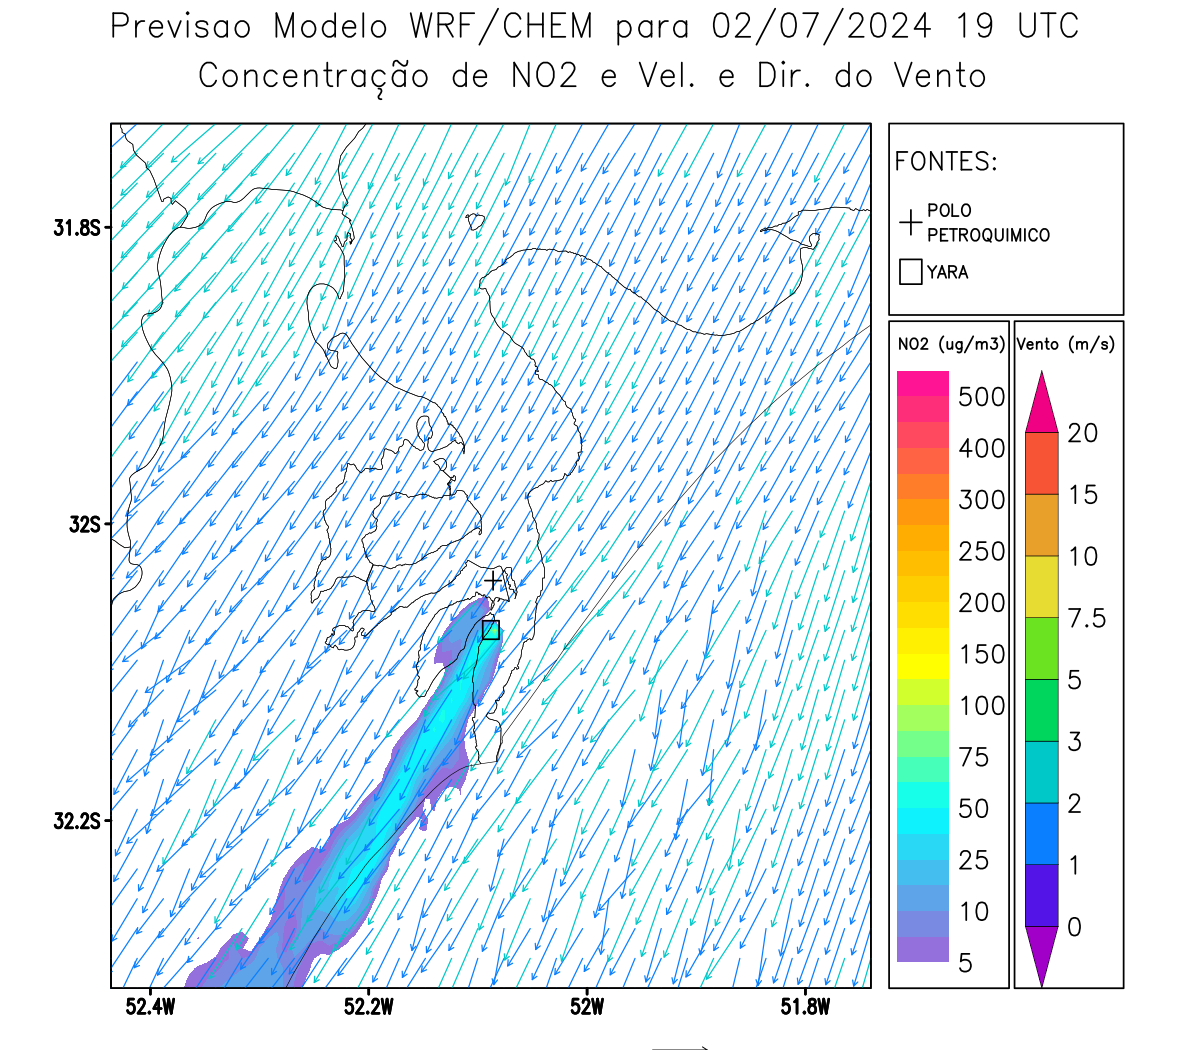 Previsao Modelo WRF/CHEM para 02/07/2024 19 UTC
Concentração de NO2 e Vel. e Dir. do Vento
FONTES:
POLO
PETROQUIMICO
YARA
NO2 (ug/m3)
500
400
300
250
200
150
100
75
50
25
10
5
Vento (m/s)
20
15
10
7.5
5
3
2
1
0
31.8S
32S
32.2S
52.4W
52.2W
52W
51.8W